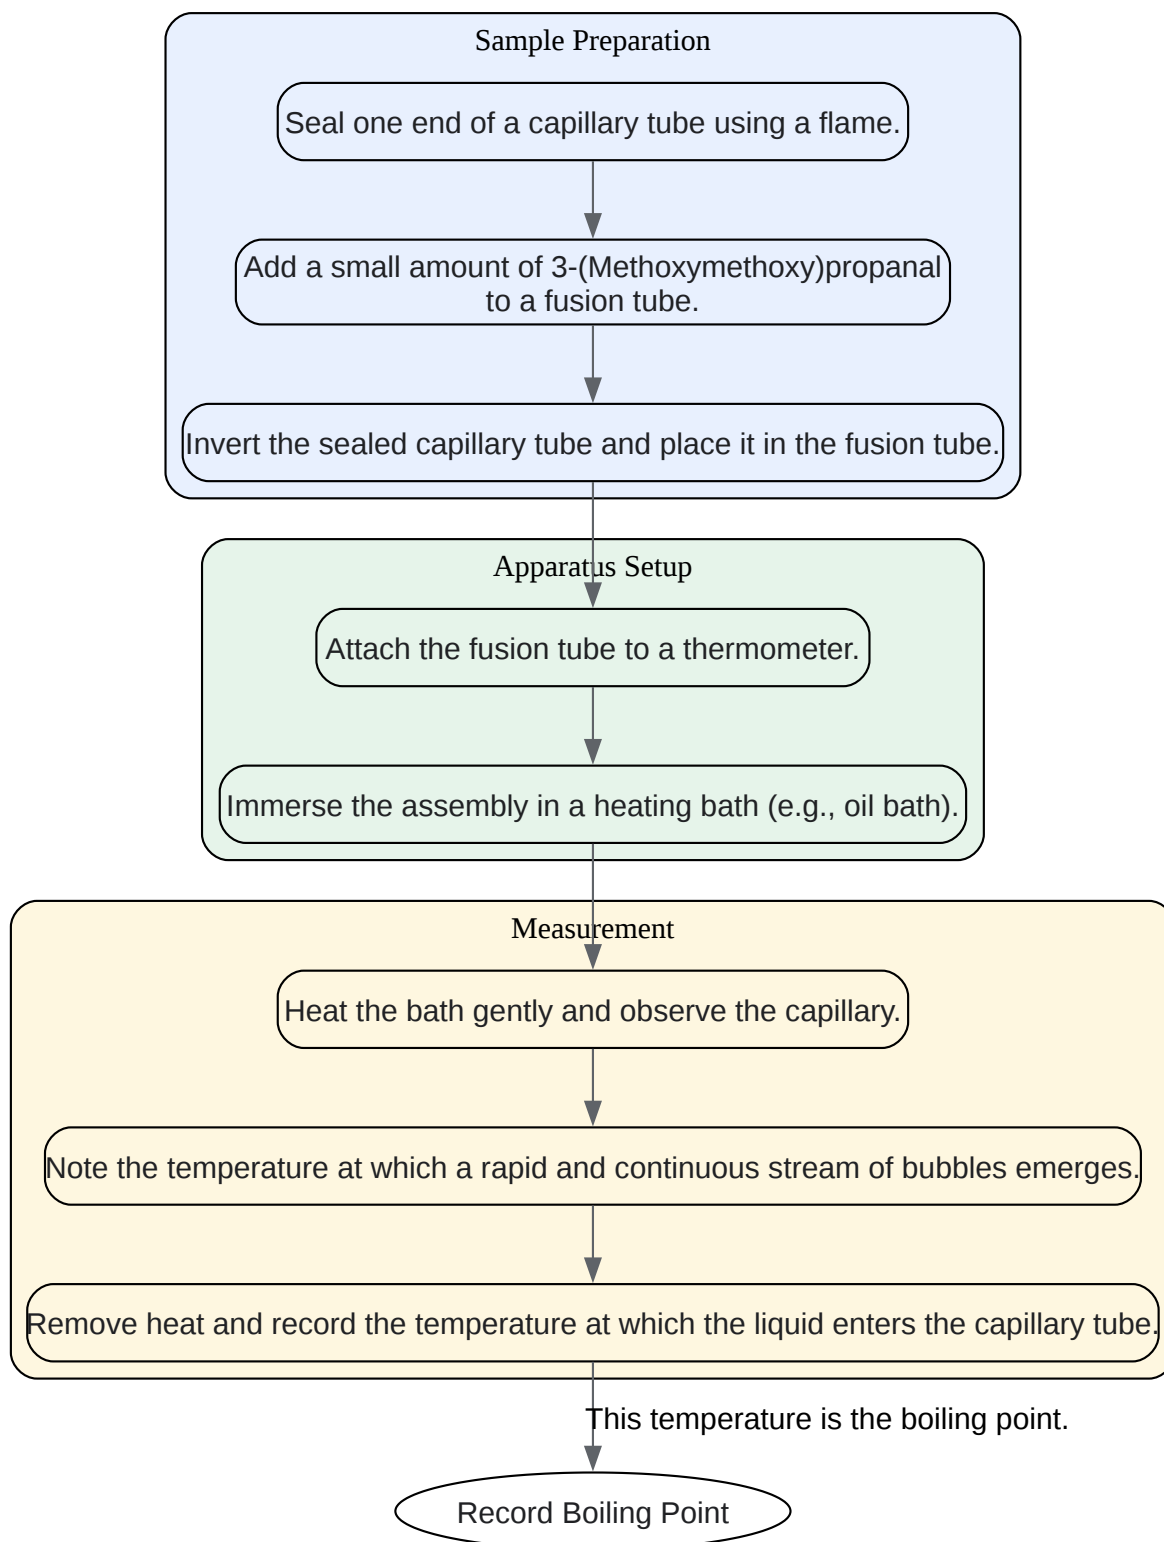 Sample Preparation
Seal one end of a capillary tube using a flame.
Add a small amount of 3-(Methoxymethoxy)propanal
to a fusion tube.
Invert the sealed capillary tube and place it in the fusion tube.
Apparatus Setup
Attach the fusion tube to a thermometer.
Immerse the assembly in a heating bath (e.g., oil bath).
Measurement
Heat the bath gently and observe the capillary.
Note the temperature at which a rapid and continuous stream of bubbles emerges.
Remove heat and record the temperature at which the liquid enters the capillary tube.
This temperature is the boiling point.
Record Boiling Point